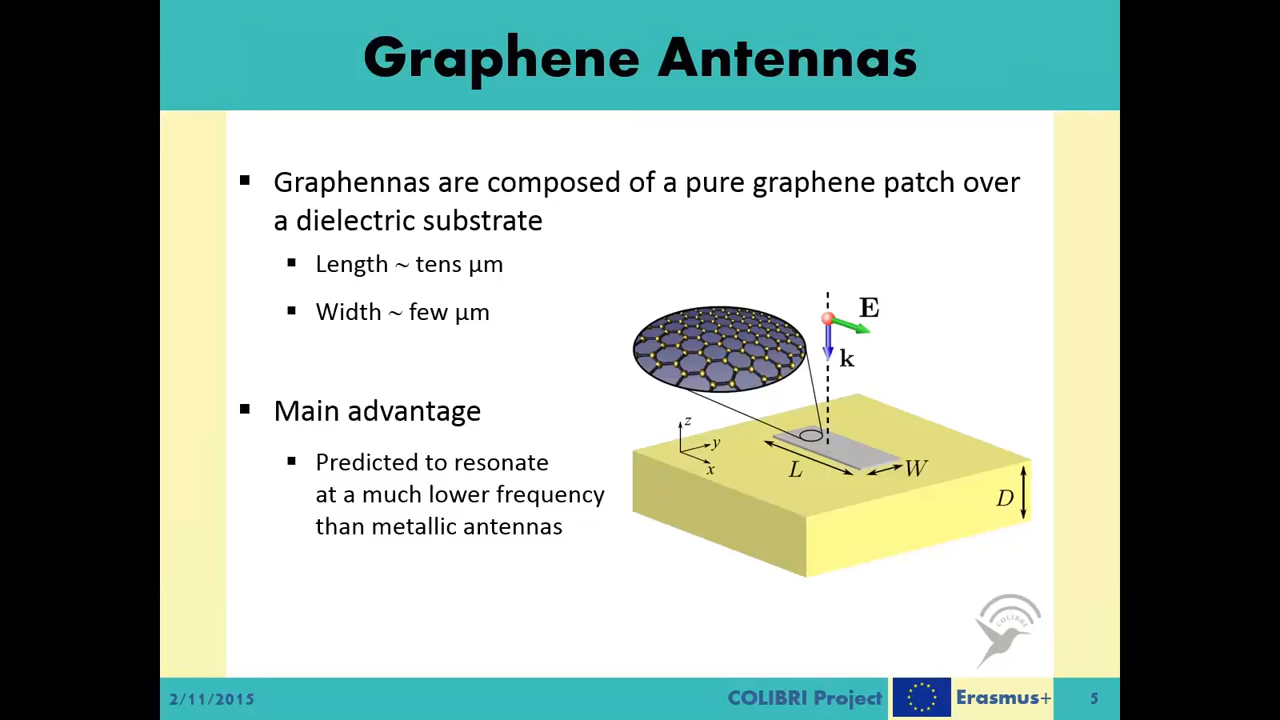 Graphene Antennas
▪ Graphennas are composed of a pure graphene patch over
a dielectric substrate
▪ Length ~ tens μm
▪ Width ~ few μm
E
k
z
y
x
L
W
D
▪ Main advantage
▪ Predicted to resonate
at a much lower frequency
than metallic antennas
COLIBRI
2/11/2015
COLIBRI Project
Erasmus+
5